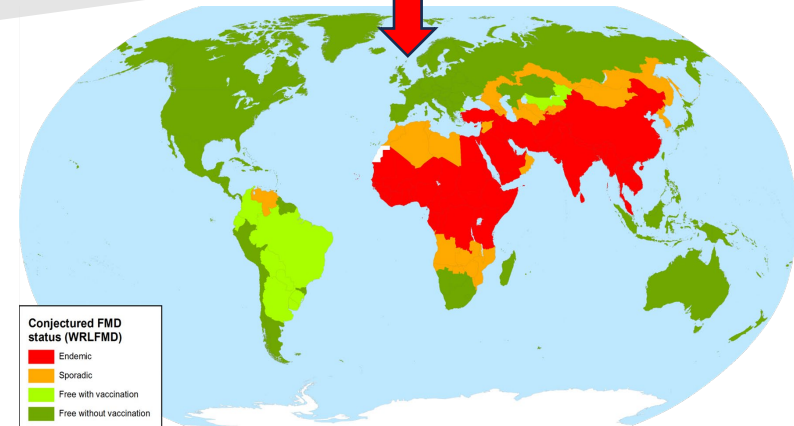 Conjectured FMD
status (WRLFMD)
Endemic
Sporadic
Free with vaccination
Free without vaccination